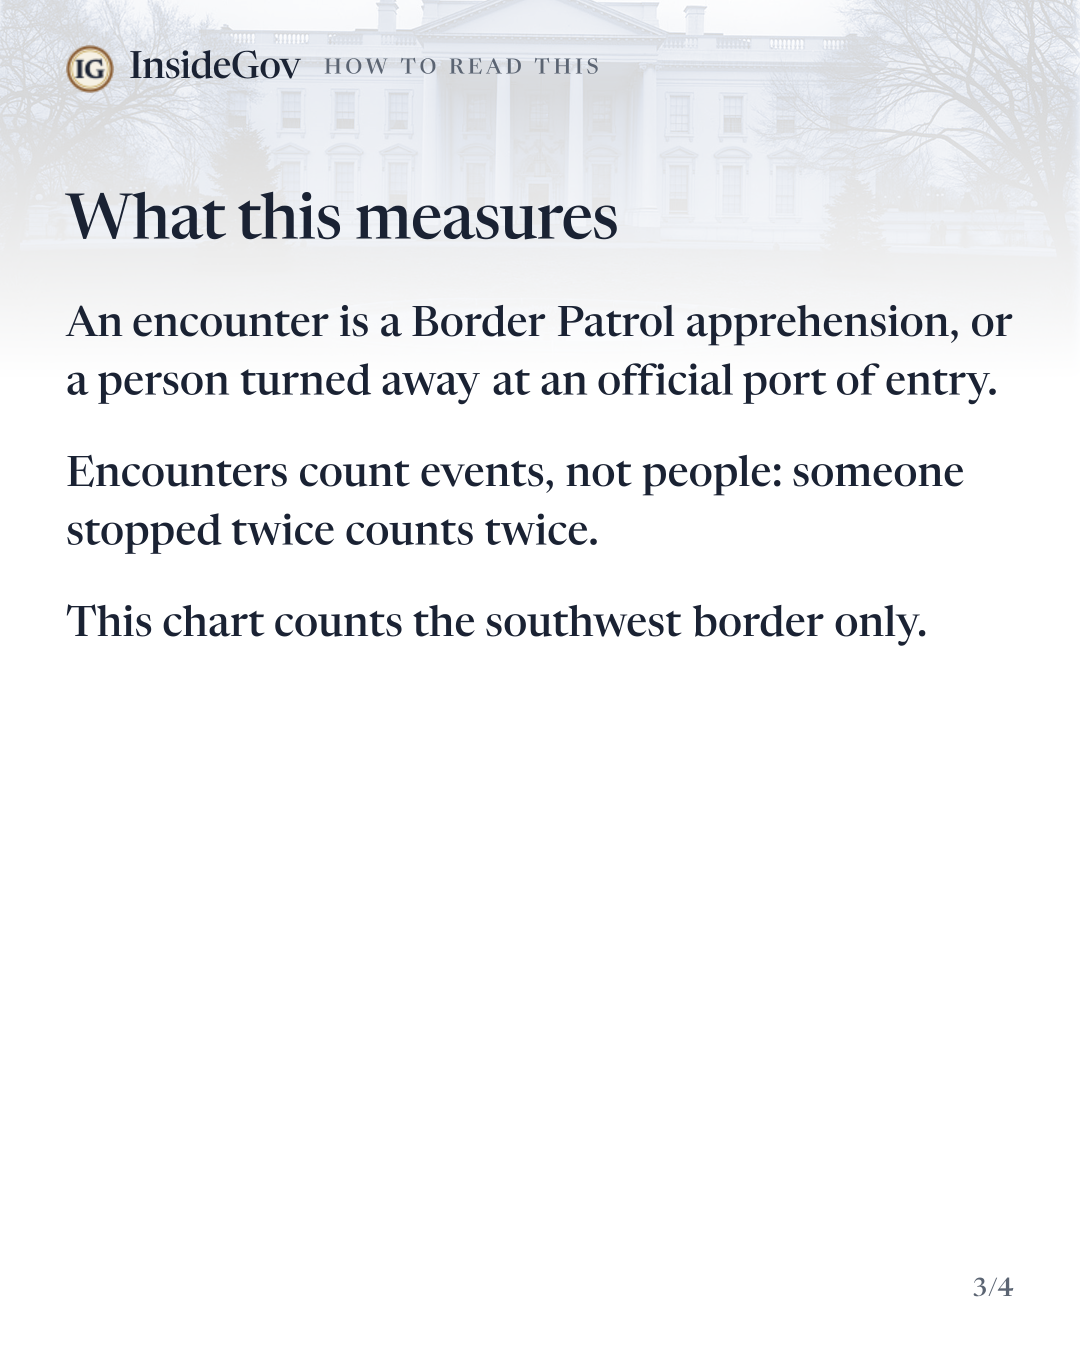 IG InsideGov HOW TO READ THIS
What this measures
An encounter is a Border Patrol apprehension, or
a person turned away at an official port of entry.
Encounters count events, not people: someone
stopped twice counts twice.
This chart counts the southwest border only.
3/4